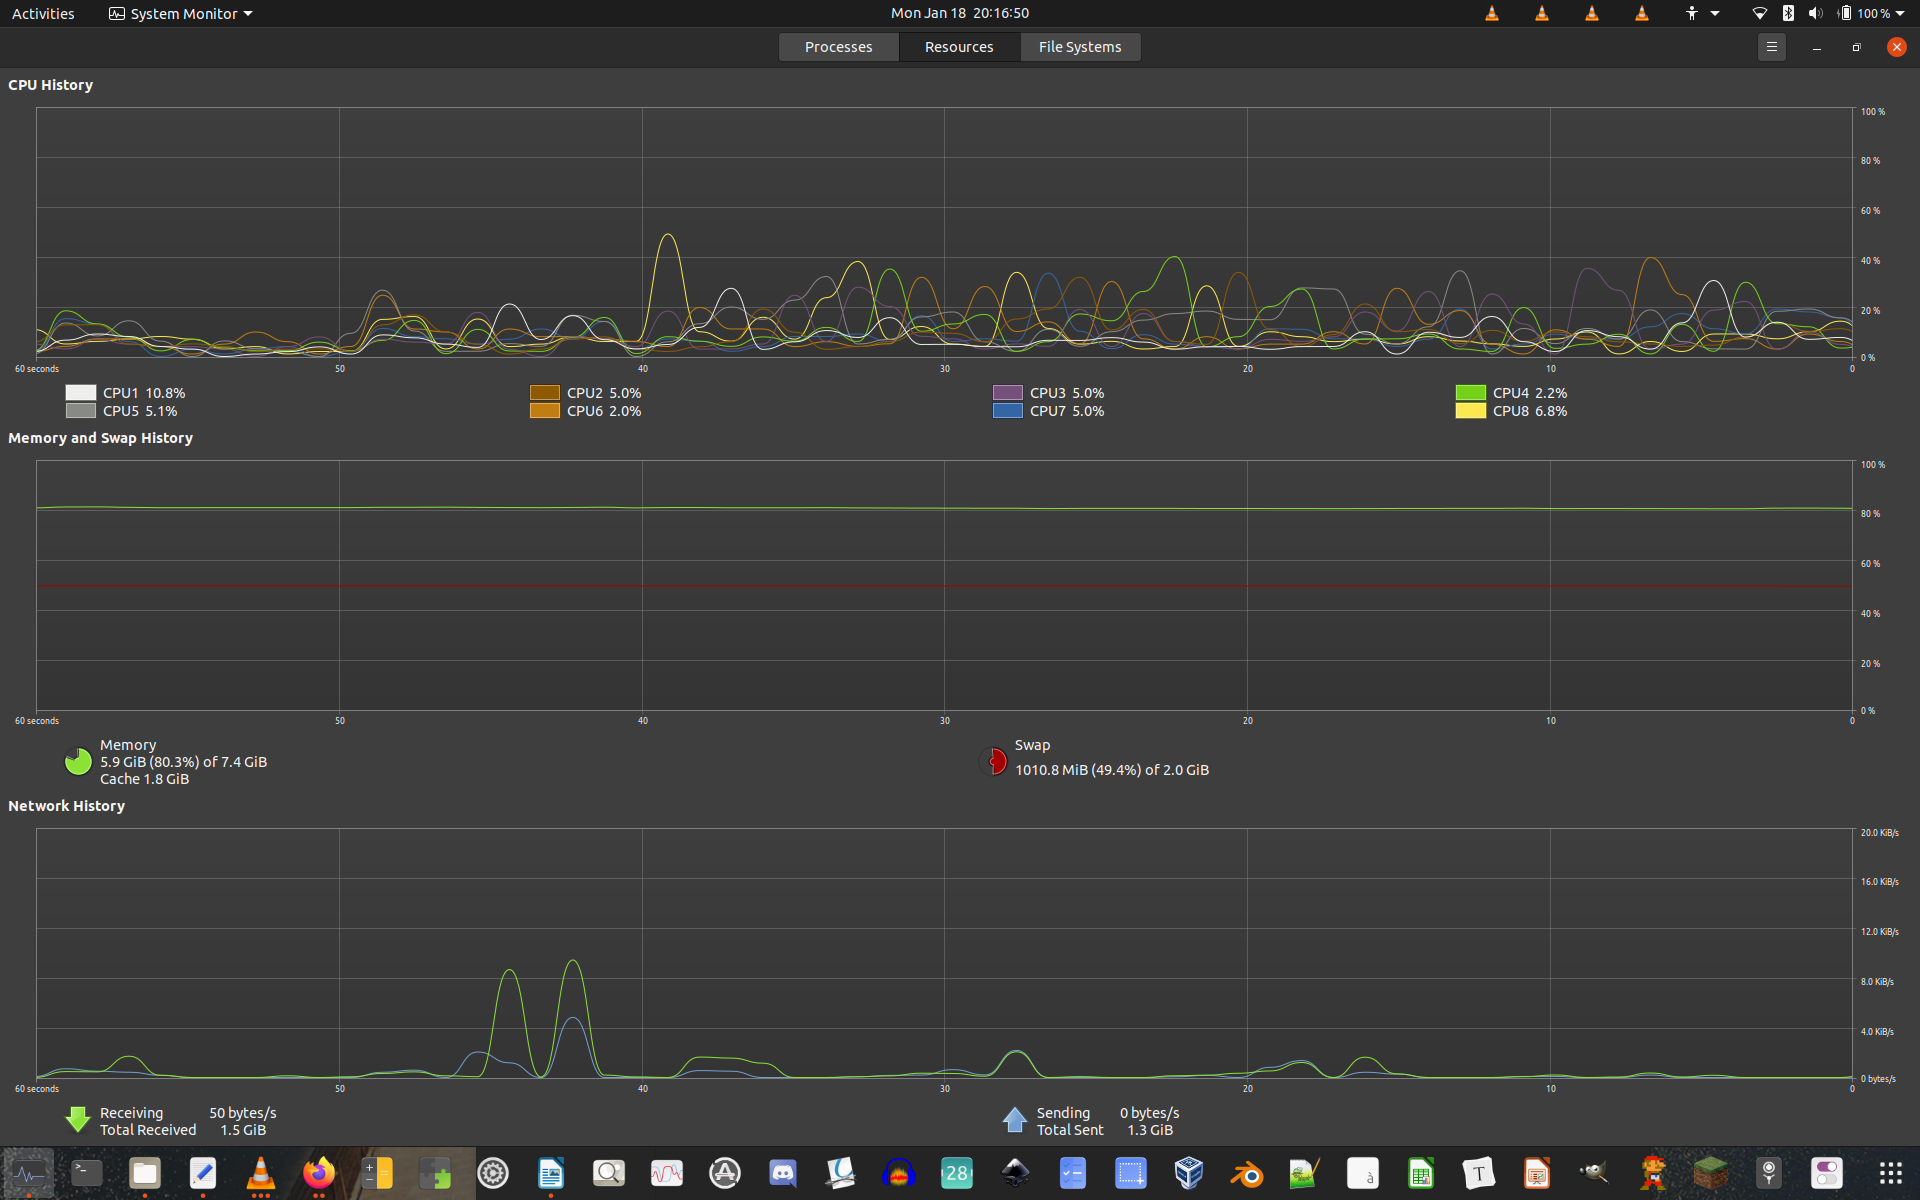 Activities System Monitor Mon Jan 18 20:16:50 100 %
Processes Resources File Systems
CPU History
100 %
80 %
60 %
40 %
20 %
0 %
60 seconds 50 40 30 20 10 0
CPU1 10.8% CPU2 5.0% CPU3 5.0% CPU4 2.2%
CPU5 5.1% CPU6 2.0% CPU7 5.0% CPU8 6.8%
Memory and Swap History
100 %
80 %
60 %
40 %
20 %
0 %
60 seconds 50 40 30 20 10 0
Memory
5.9 GiB (80.3%) of 7.4 GiB
Cache 1.8 GiB
Swap
1010.8 MiB (49.4%) of 2.0 GiB
Network History
20.0 KiB/s
16.0 KiB/s
12.0 KiB/s
8.0 KiB/s
4.0 KiB/s
0 bytes/s
60 seconds 50 40 30 20 10 0
Receiving 50 bytes/s
Total Received 1.5 GiB
Sending 0 bytes/s
Total Sent 1.3 GiB
28 à T